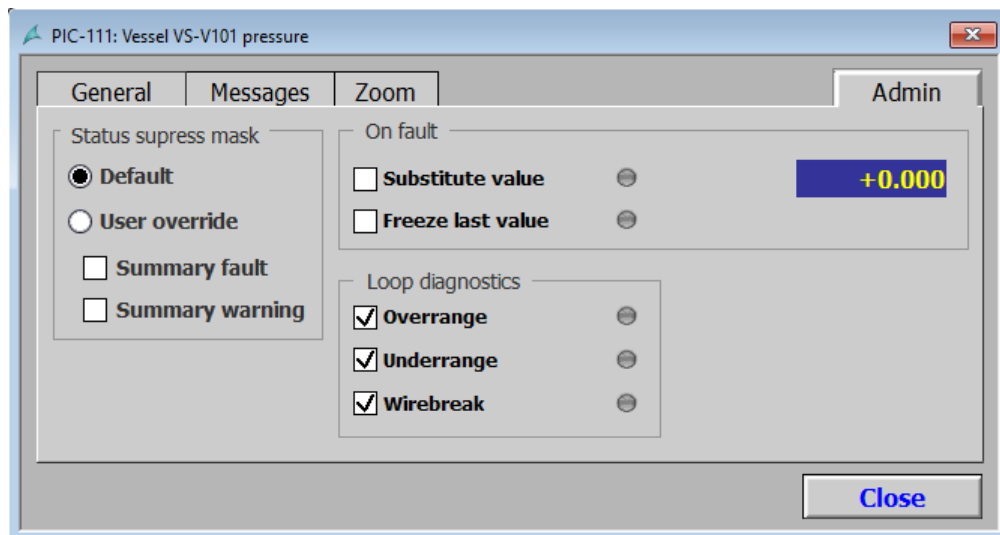 PIC-111: Vessel VS-V101 pressure
General Messages Zoom Admin
Status supress mask
Default
User override
Summary fault
Summary warning
On fault
Substitute value +0.000
Freeze last value
Loop diagnostics
Overrange
Underrange
Wirebreak
Close